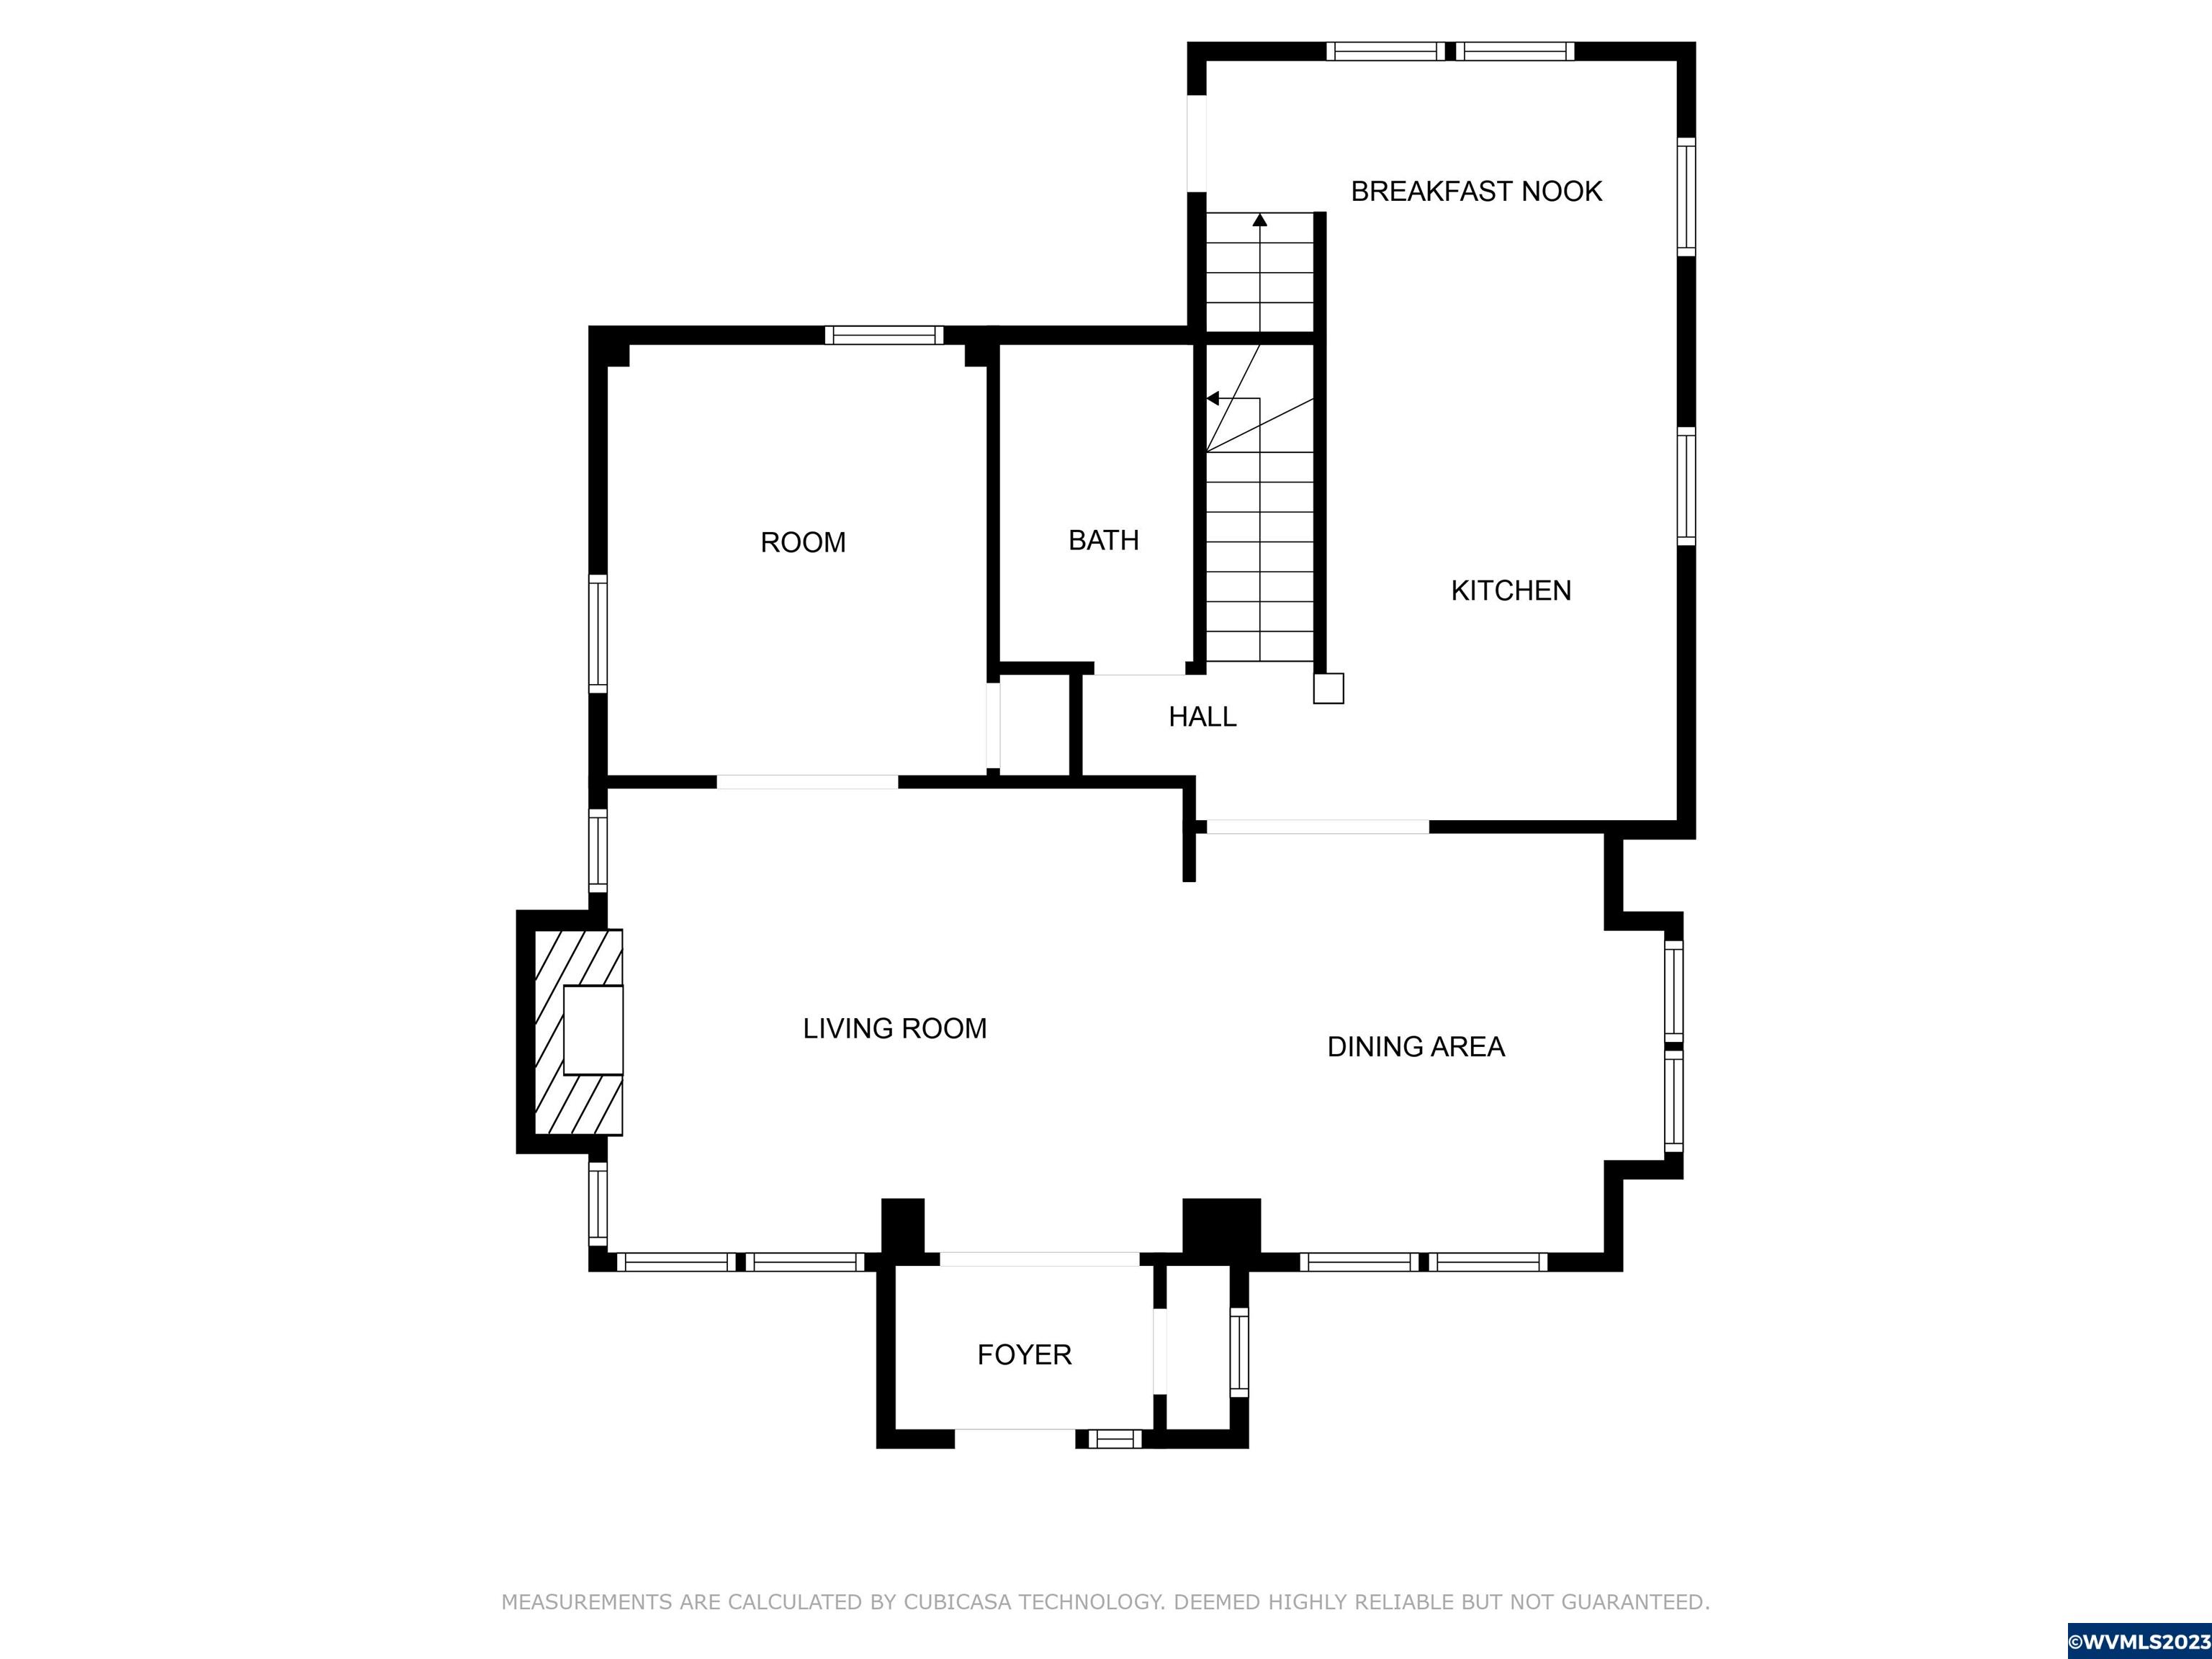 BREAKFAST NOOK
ROOM
BATH
KITCHEN
HALL
LIVING ROOM
DINING AREA
FOYER
MEASUREMENTS ARE CALCULATED BY CUBICASA TECHNOLOGY. DEEMED HIGHLY RELIABLE BUT NOT GUARANTEED.
©WVMLS2023